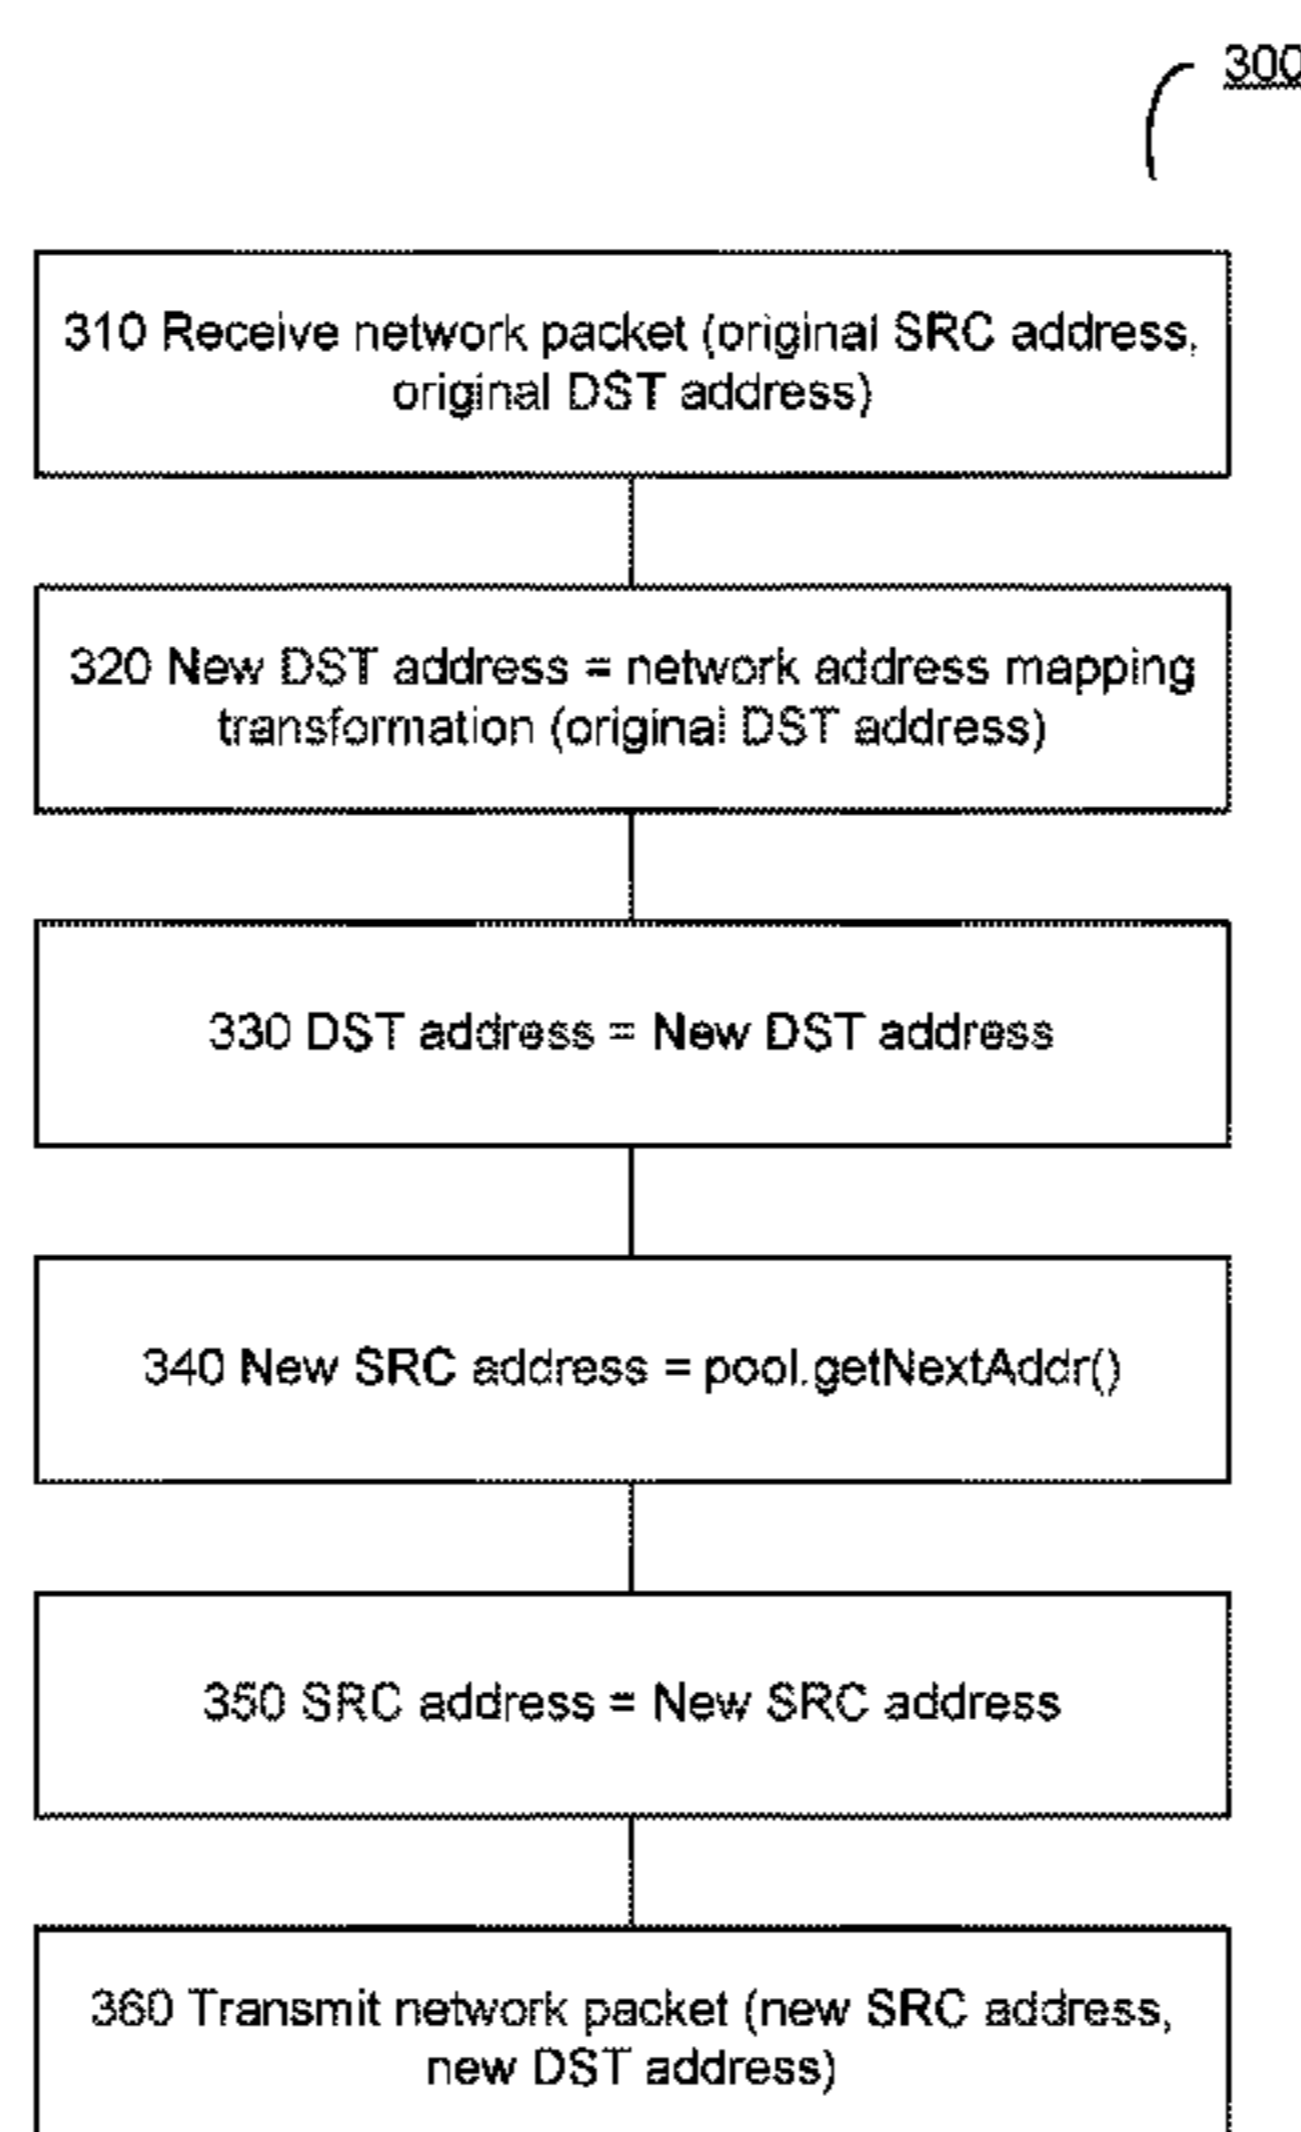 300
310 Receive network packet (original SRC address,
original DST address)
320 New DST address = network address mapping
transformation (original DST address)
330 DST address = New DST address
340 New SRC address = pool.getNextAddr()
350 SRC address = New SRC address
360 Transmit network packet (new SRC address,
new DST address)